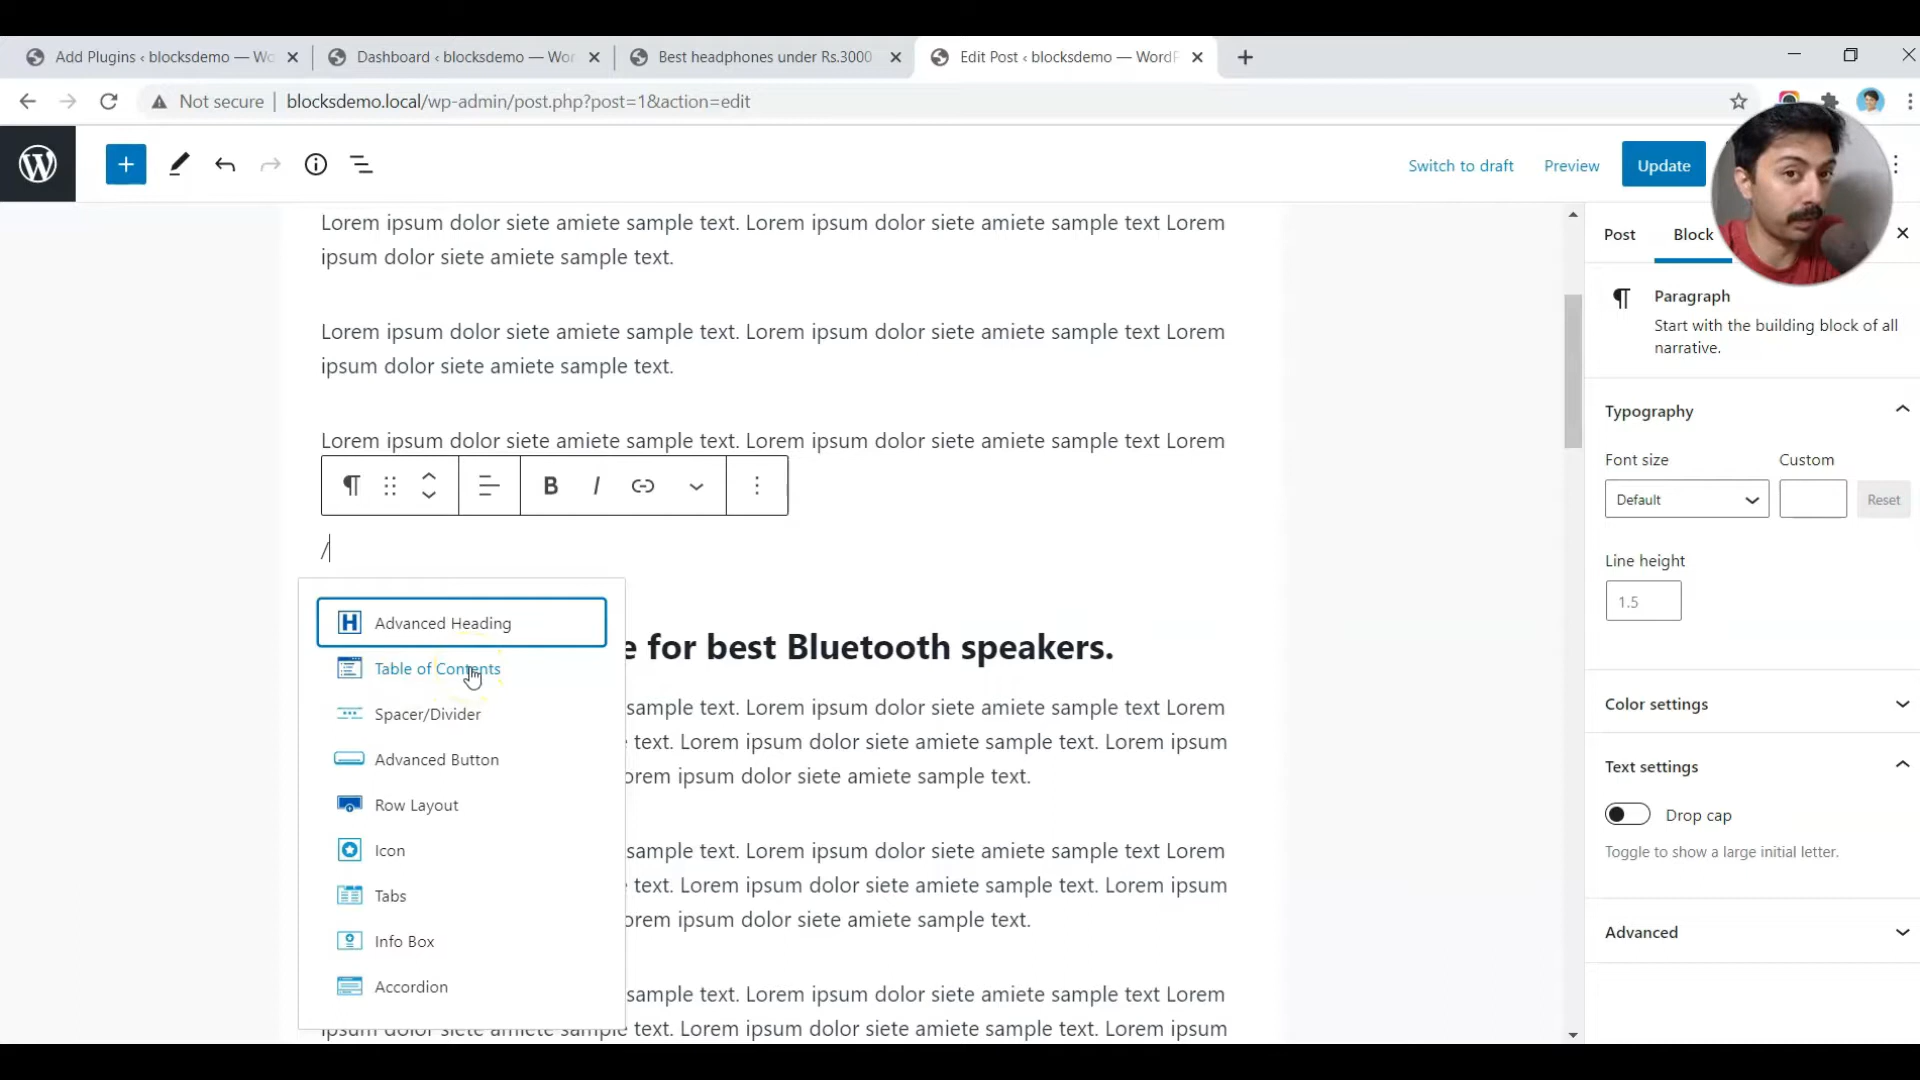 Add Plugins ‹ blocksdemo — Wo
Dashboard ‹ blocksdemo — Wor
Best headphones under Rs.3000
Edit Post ‹ blocksdemo — WordP
Not secure
blocksdemo.local/wp-admin/post.php?post=1&action=edit
Switch to draft
Preview
Update
Lorem ipsum dolor siete amiete sample text. Lorem ipsum dolor siete amiete sample text Lorem
ipsum dolor siete amiete sample text.
Lorem ipsum dolor siete amiete sample text. Lorem ipsum dolor siete amiete sample text Lorem
ipsum dolor siete amiete sample text.
Lorem ipsum dolor siete amiete sample text. Lorem ipsum dolor siete amiete sample text Lorem
B I
/
Advanced Heading
Table of Contents
Spacer/Divider
Advanced Button
Row Layout
Icon
Tabs
Info Box
Accordion
e for best Bluetooth speakers.
sample text. Lorem ipsum dolor siete amiete sample text Lorem
text. Lorem ipsum dolor siete amiete sample text. Lorem ipsum
orem ipsum dolor siete amiete sample text.
sample text. Lorem ipsum dolor siete amiete sample text Lorem
text. Lorem ipsum dolor siete amiete sample text. Lorem ipsum
orem ipsum dolor siete amiete sample text.
sample text. Lorem ipsum dolor siete amiete sample text Lorem
ipsum dolor siete amiete sample text. Lorem ipsum dolor siete amiete sample text. Lorem ipsum
Post
Block
¶ Paragraph
Start with the building block of all
narrative.
Typography
Font size
Custom
Default
Reset
Line height
1.5
Color settings
Text settings
Drop cap
Toggle to show a large initial letter.
Advanced